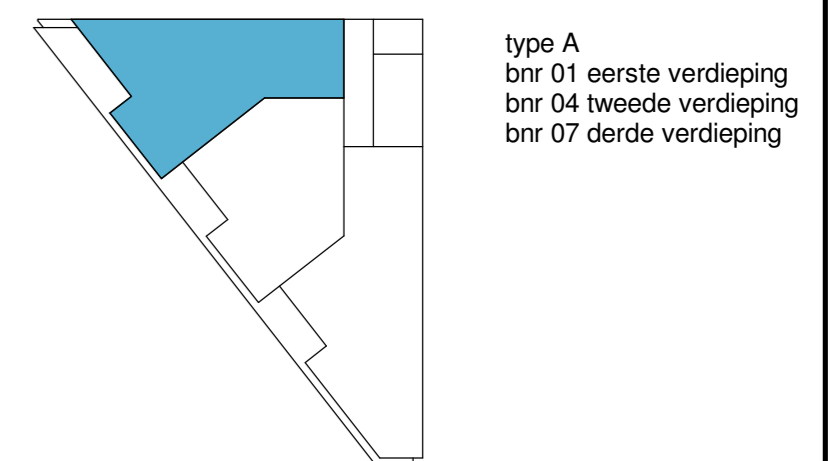 type A
bnr 01 eerste verdieping
bnr 04 tweede verdieping
bnr 07 derde verdieping